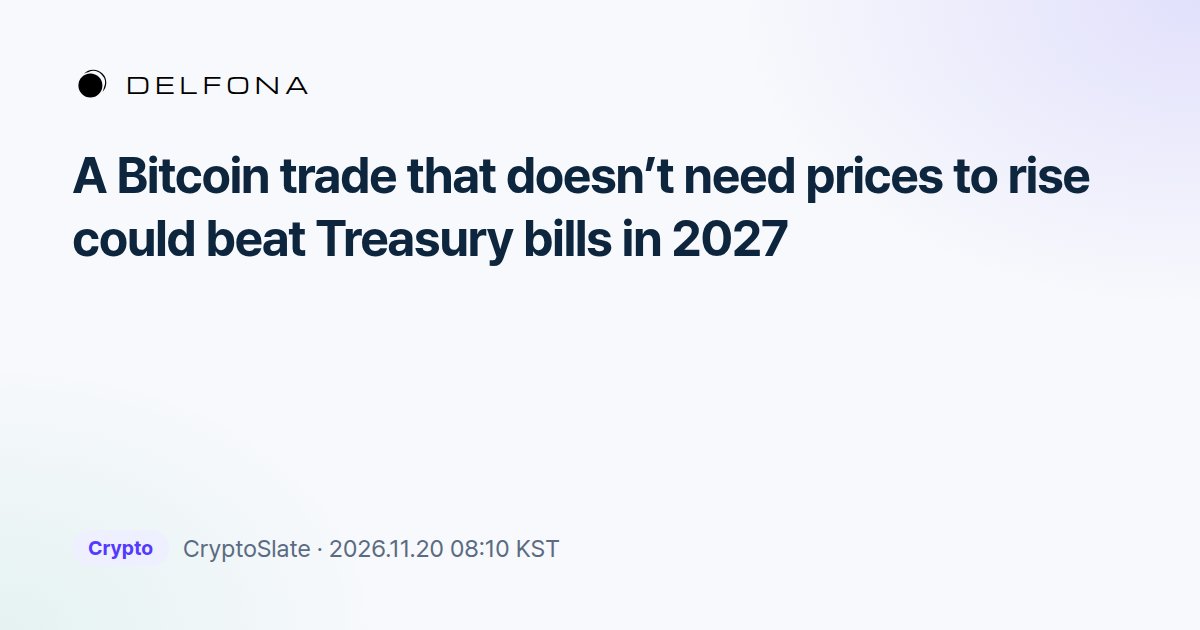 DELFONA
A Bitcoin trade that doesn’t need prices to rise
could beat Treasury bills in 2027
Crypto
CryptoSlate · 2026.11.20 08:10 KST